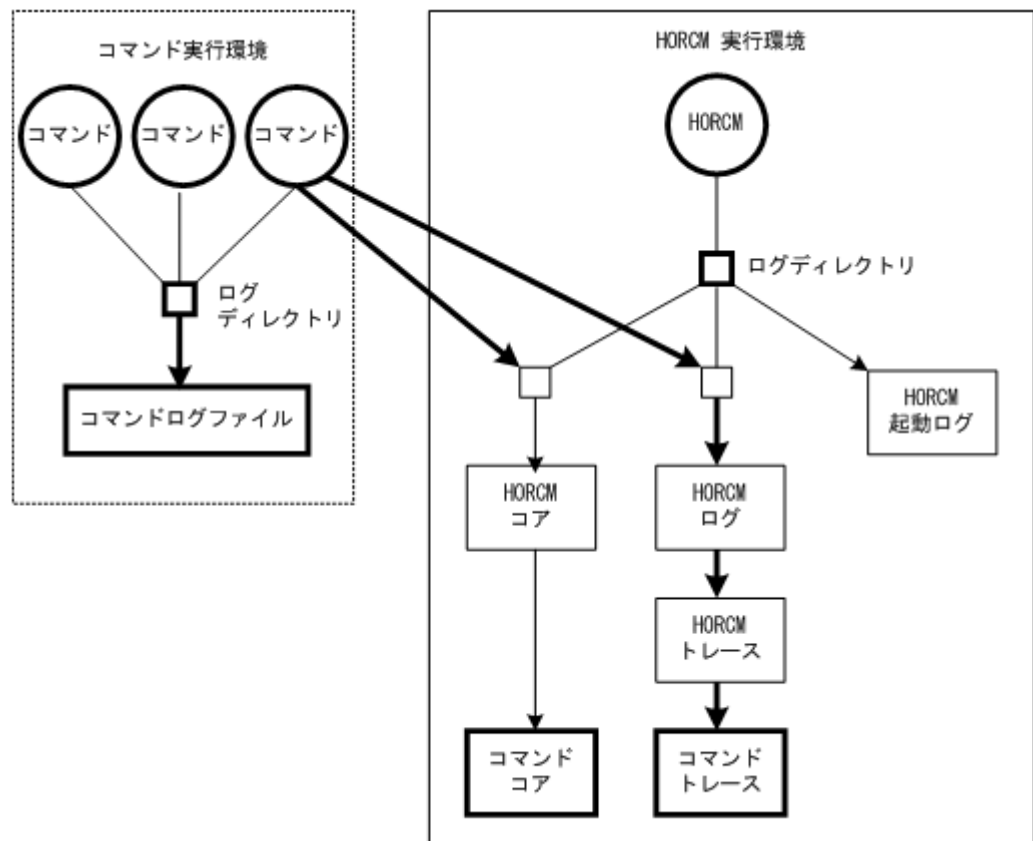 コマンド実行環境
コマンド
コマンド
コマンド
ログ
ディレクトリ
コマンドログファイル
HORCM 実行環境
HORCM
ログディレクトリ
HORCM
起動ログ
HORCM
コア
HORCM
ログ
HORCM
トレース
コマンド
コア
コマンド
トレース